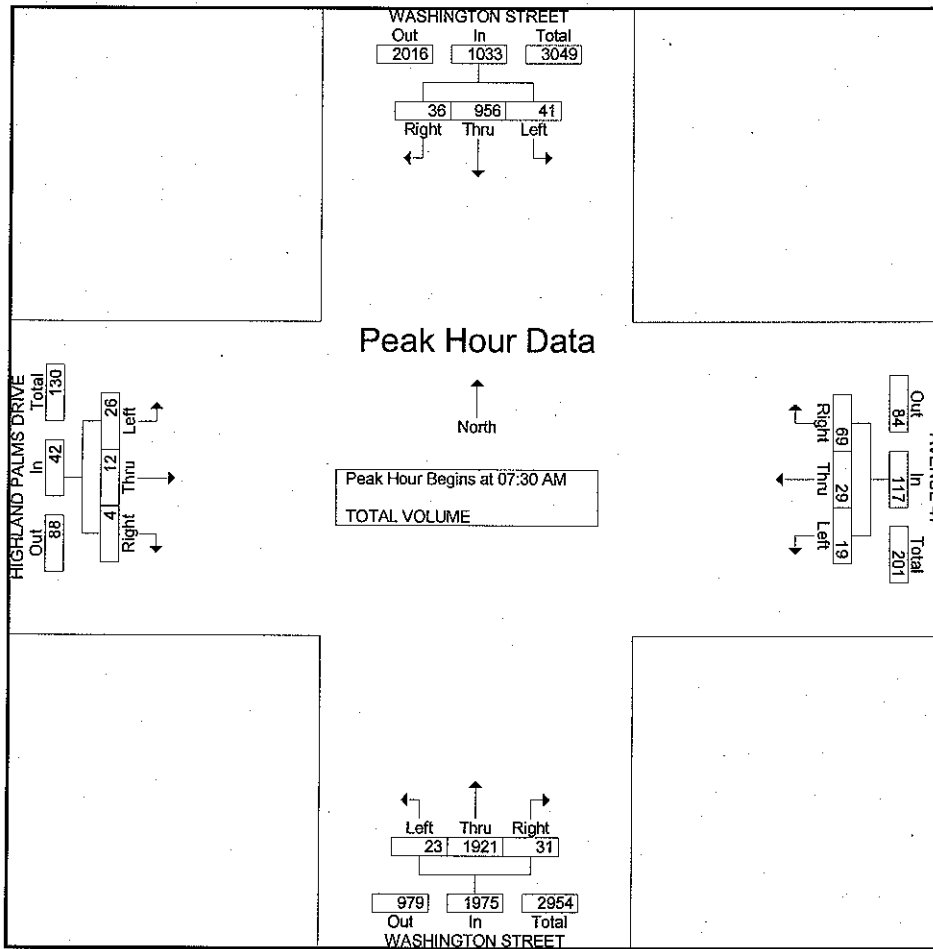 WASHINGTON STREET
Out In Total
2016 1033 3049
36 956 41
Right Thru Left
Peak Hour Data
North
Peak Hour Begins at 07:30 AM
TOTAL VOLUME
HIGHLAND PALMS DRIVE
Out In Total
88 42 130
26 12 4
Left Thru Right
Out In Total
84 117 201
69 29 19
Right Thru Left
Left Thru Right
23 1921 31
979 1975 2954
Out In Total
WASHINGTON STREET